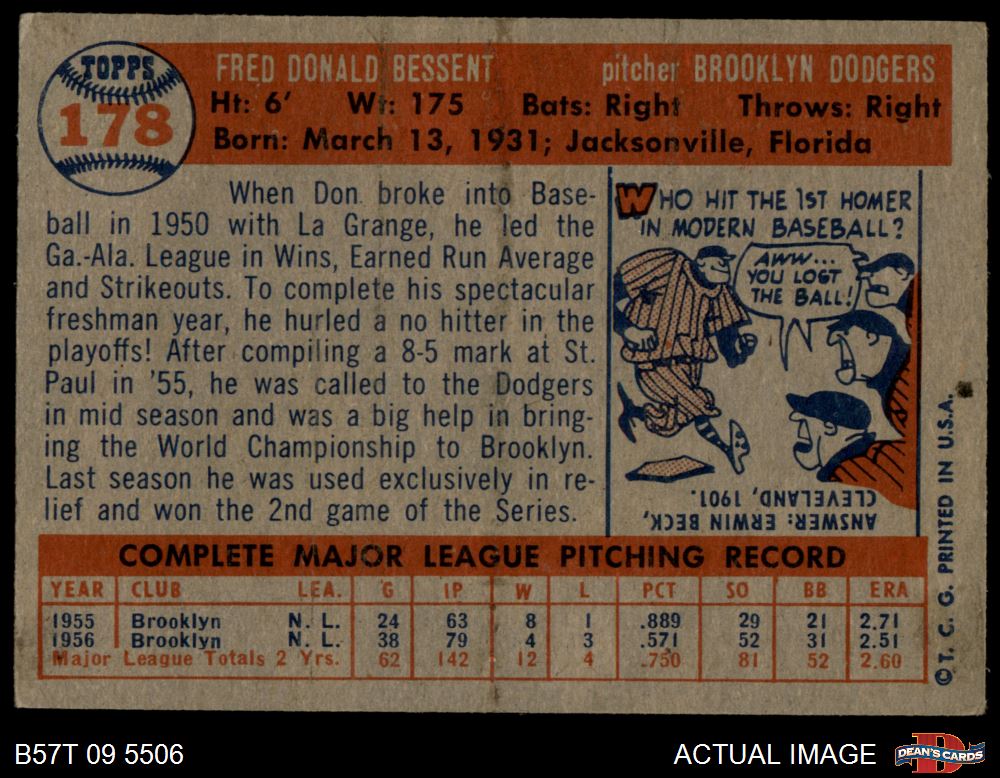 TOPPS
178
FRED DONALD BESSENT pitcher BROOKLYN DODGERS
Ht: 6' Wt: 175 Bats: Right Throws: Right
Born: March 13, 1931; Jacksonville, Florida
When Don broke into Base-
ball in 1950 with La Grange, he led the
Ga.-Ala. League in Wins, Earned Run Average
and Strikeouts. To complete his spectacular
freshman year, he hurled a no hitter in the
playoffs! After compiling a 8-5 mark at St.
Paul in '55, he was called to the Dodgers
in mid season and was a big help in bring-
ing the World Championship to Brooklyn.
Last season he was used exclusively in re-
lief and won the 2nd game of the Series.
WHO HIT THE 1ST HOMER
IN MODERN BASEBALL?
AWW...
YOU LOST
THE BALL!
ANSWER: ERWIN BECK,
CLEVELAND, 1901.
COMPLETE MAJOR LEAGUE PITCHING RECORD
YEAR CLUB LEA. G IP W L PCT SO BB ERA
1955 Brooklyn N. L. 24 63 8 1 .889 29 21 2.71
1956 Brooklyn N. L. 38 79 4 3 .571 52 31 2.51
Major League Totals 2 Yrs. 62 142 12 4 .750 81 52 2.60
©T. C. G. PRINTED IN U.S.A.
B57T 09 5506
ACTUAL IMAGE
DEAN'S CARDS